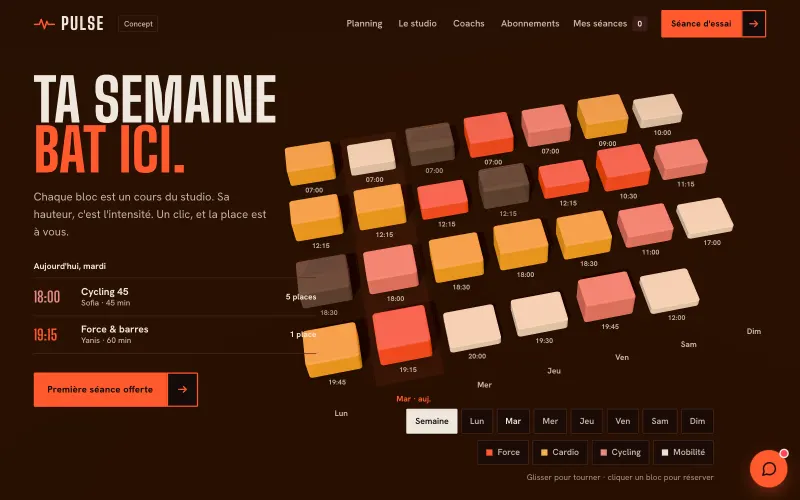 PULSE
Concept
Planning
Le studio
Coachs
Abonnements
Mes séances 0
Séance d'essai
TA SEMAINE
BAT ICI.
Chaque bloc est un cours du studio. Sa
hauteur, c'est l'intensité. Un clic, et la place est
à vous.
Aujourd'hui, mardi
18:00 Cycling 45
Sofia · 45 min
5 places
19:15 Force & barres
Yanis · 60 min
1 place
Première séance offerte
07:00
07:00
07:00
07:00
07:00
09:00
10:00
12:15
12:15
12:15
12:15
12:15
10:30
11:15
18:30
18:00
18:30
18:00
18:30
11:00
17:00
19:45
19:15
20:00
19:30
19:45
12:00
Lun
Mar · auj.
Mer
Jeu
Ven
Sam
Dim
Semaine
Lun
Mar
Mer
Jeu
Ven
Sam
Dim
Force
Cardio
Cycling
Mobilité
Glisser pour tourner · cliquer un bloc pour réserver